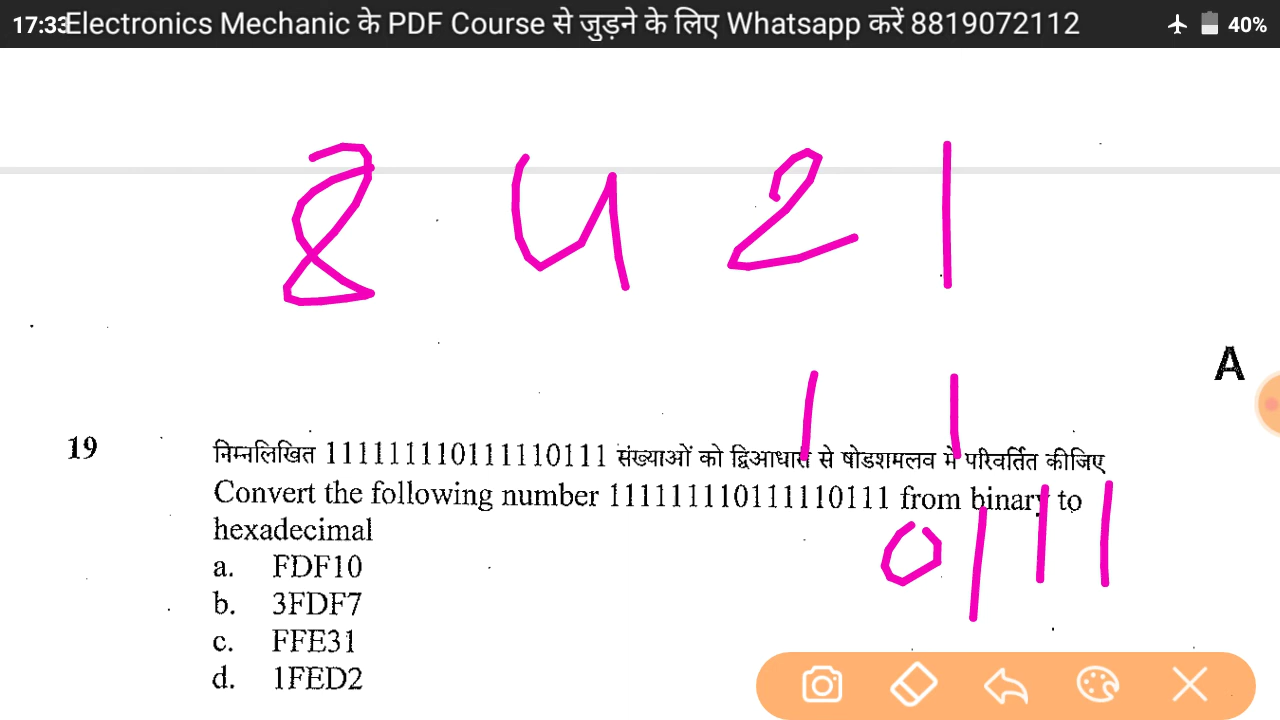 17:33 Electronics Mechanic के PDF Course से जुड़ने के लिए Whatsapp करें 8819072112 40%
8 4 2 1
A
1 1
19 निम्नलिखित 111111110111110111 संख्याओं को द्विआधारी से षोडशमलव में परिवर्तित कीजिए
Convert the following number 111111110111110111 from binary to
0 1 1 1
hexadecimal
a. FDF10
b. 3FDF7
c. FFE31
d. 1FED2